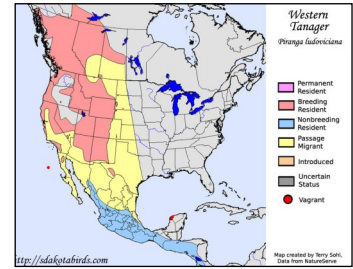 Western
Tanager
Piranga ludoviciana
Permanent
Resident
Breeding
Resident
Nonbreeding
Resident
Passage
Migrant
Introduced
Uncertain
Status
Vagrant
Map created by Terry Sohl,
Data from NatureServe
http://sdakotabirds.com